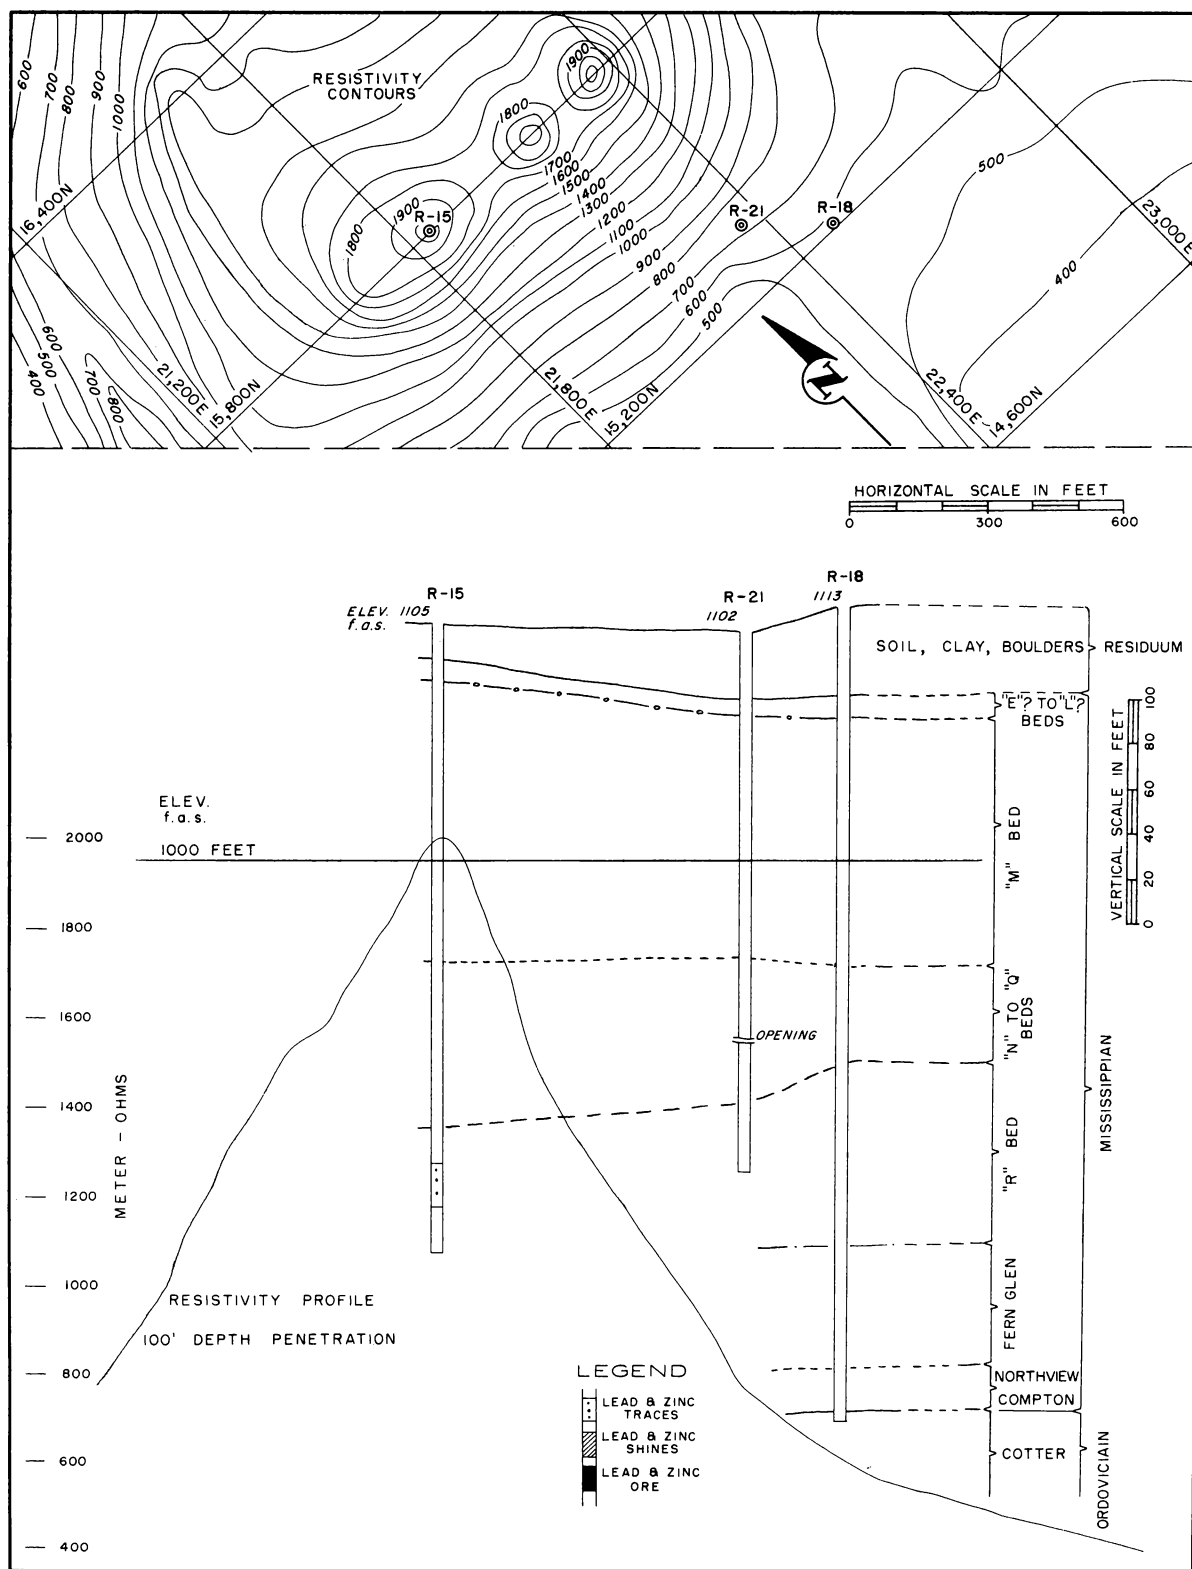 600
700
800
900
1000
RESISTIVITY
CONTOURS
1900
1800
1700
1600
1500
1400
1300
1200
1100
1000
900
800
700
600
500
1900
R-15
1800
R-21
R-18
500
400
16,400N
23,000E
600
500
400
700
800
21,200E
15,800N
21,800E
15,200N
22,400E
14,600N
N
HORIZONTAL SCALE IN FEET
0 300 600
R-15
ELEV. 1105
f.a.s.
R-21
1102
R-18
1113
SOIL, CLAY, BOULDERS
RESIDUUM
"E"? TO "L"?
BEDS
VERTICAL SCALE IN FEET
100
80
60
40
20
0
"M" BED
ELEV.
f.a.s.
1000 FEET
2000
1800
1600
1400
1200
1000
800
600
400
METER - OHMS
OPENING
"N" TO "Q"
BEDS
"R" BED
MISSISSIPPIAN
FERN GLEN
NORTHVIEW
COMPTON
COTTER
ORDOVICIAIN
RESISTIVITY PROFILE
100' DEPTH PENETRATION
LEGEND
LEAD & ZINC
TRACES
LEAD & ZINC
SHINES
LEAD & ZINC
ORE